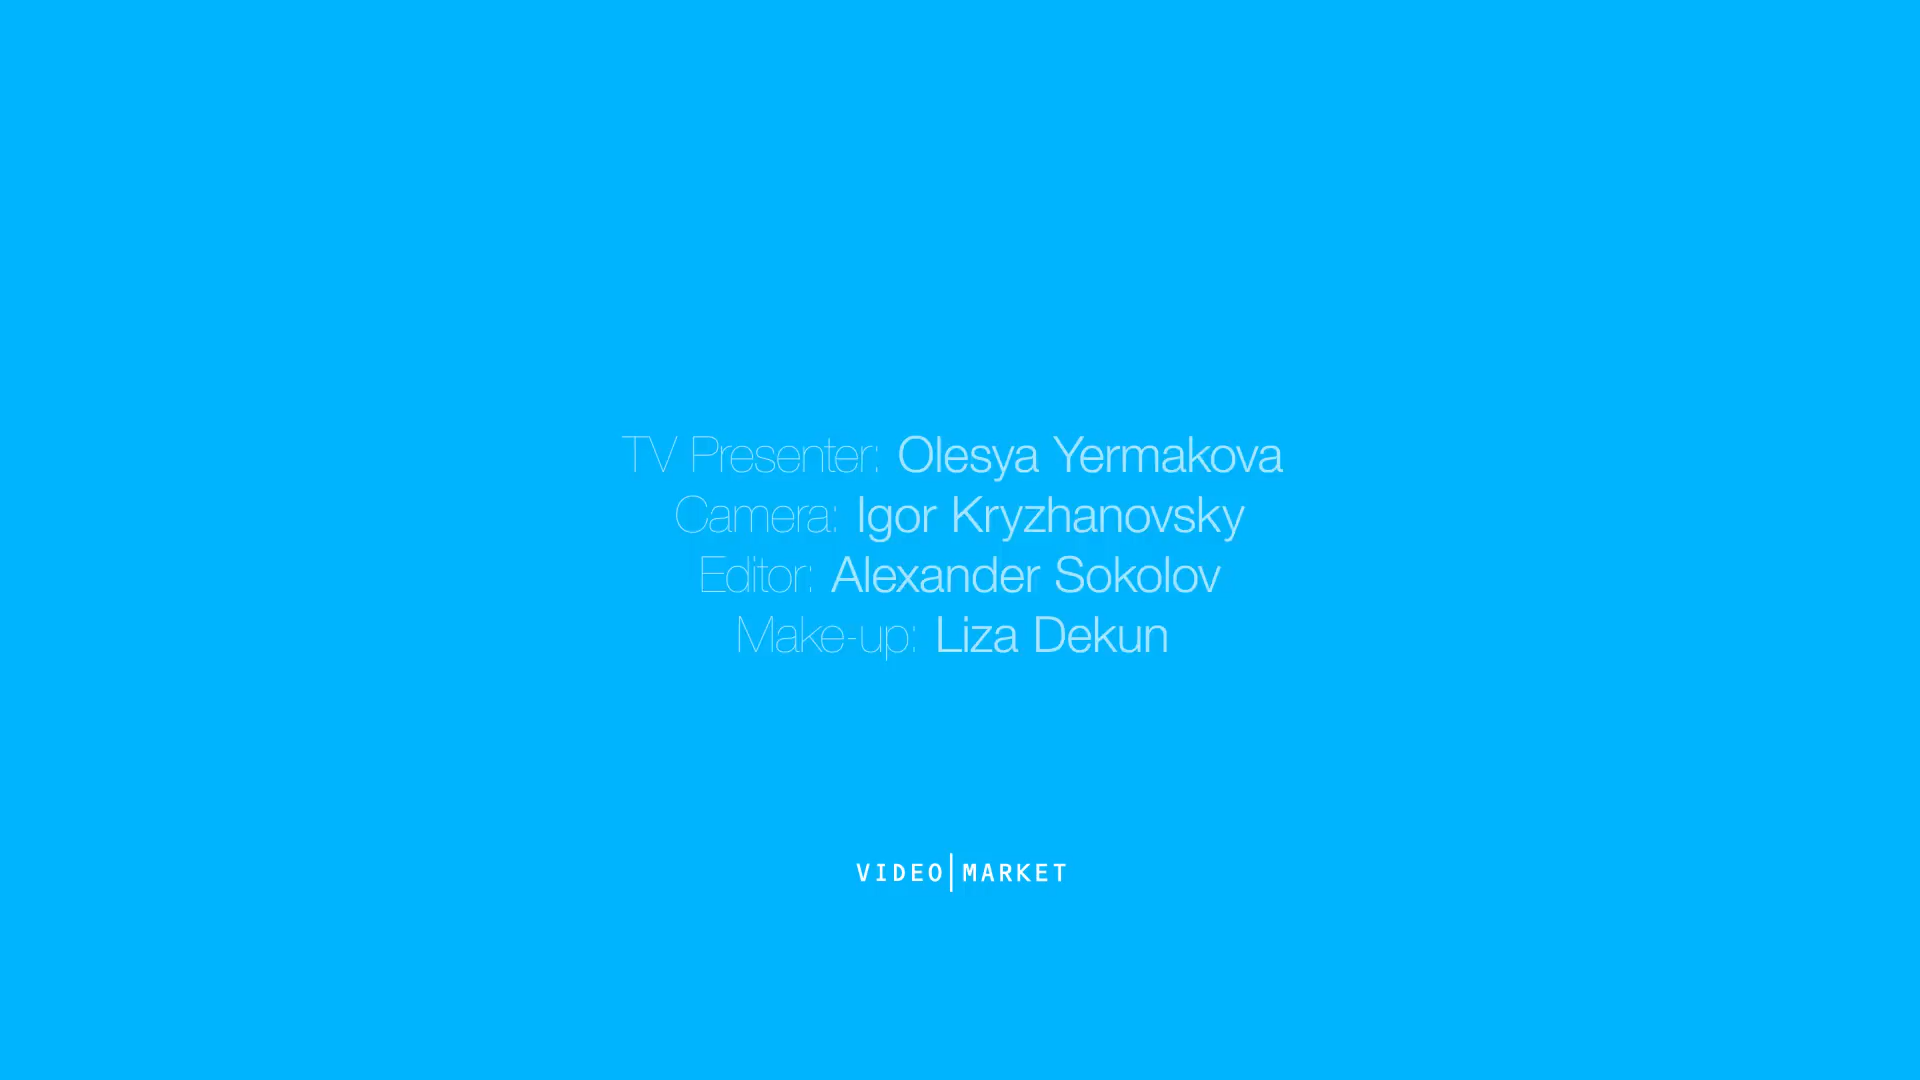 TV Presenter: Olesya Yermakova
Camera: Igor Kryzhanovsky
Editor: Alexander Sokolov
Make-up: Liza Dekun
VIDEO|MARKET